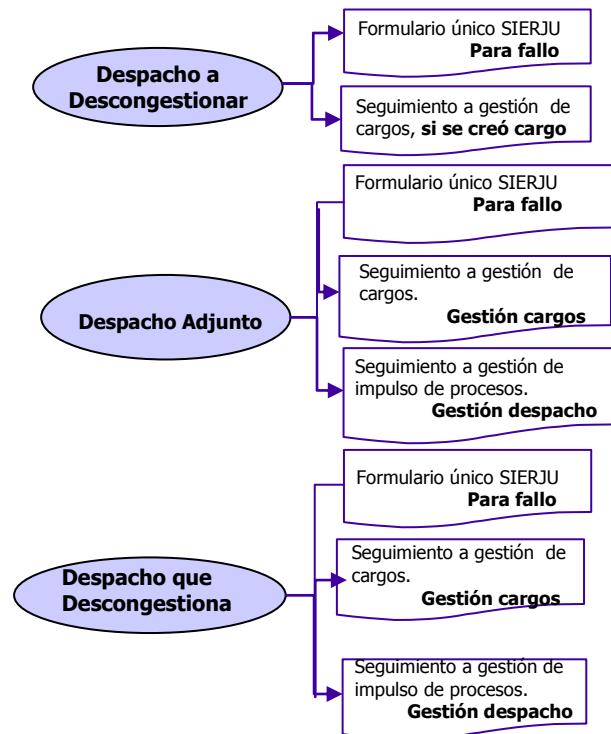 Despacho a
Descongestionar
Formulario único SIERJU
Para fallo
Seguimiento a gestión de
cargos, si se creó cargo
Despacho Adjunto
Formulario único SIERJU
Para fallo
Seguimiento a gestión de
cargos.
Gestión cargos
Seguimiento a gestión de
impulso de procesos.
Gestión despacho
Despacho que
Descongestiona
Formulario único SIERJU
Para fallo
Seguimiento a gestión de
cargos.
Gestión cargos
Seguimiento a gestión de
impulso de procesos.
Gestión despacho